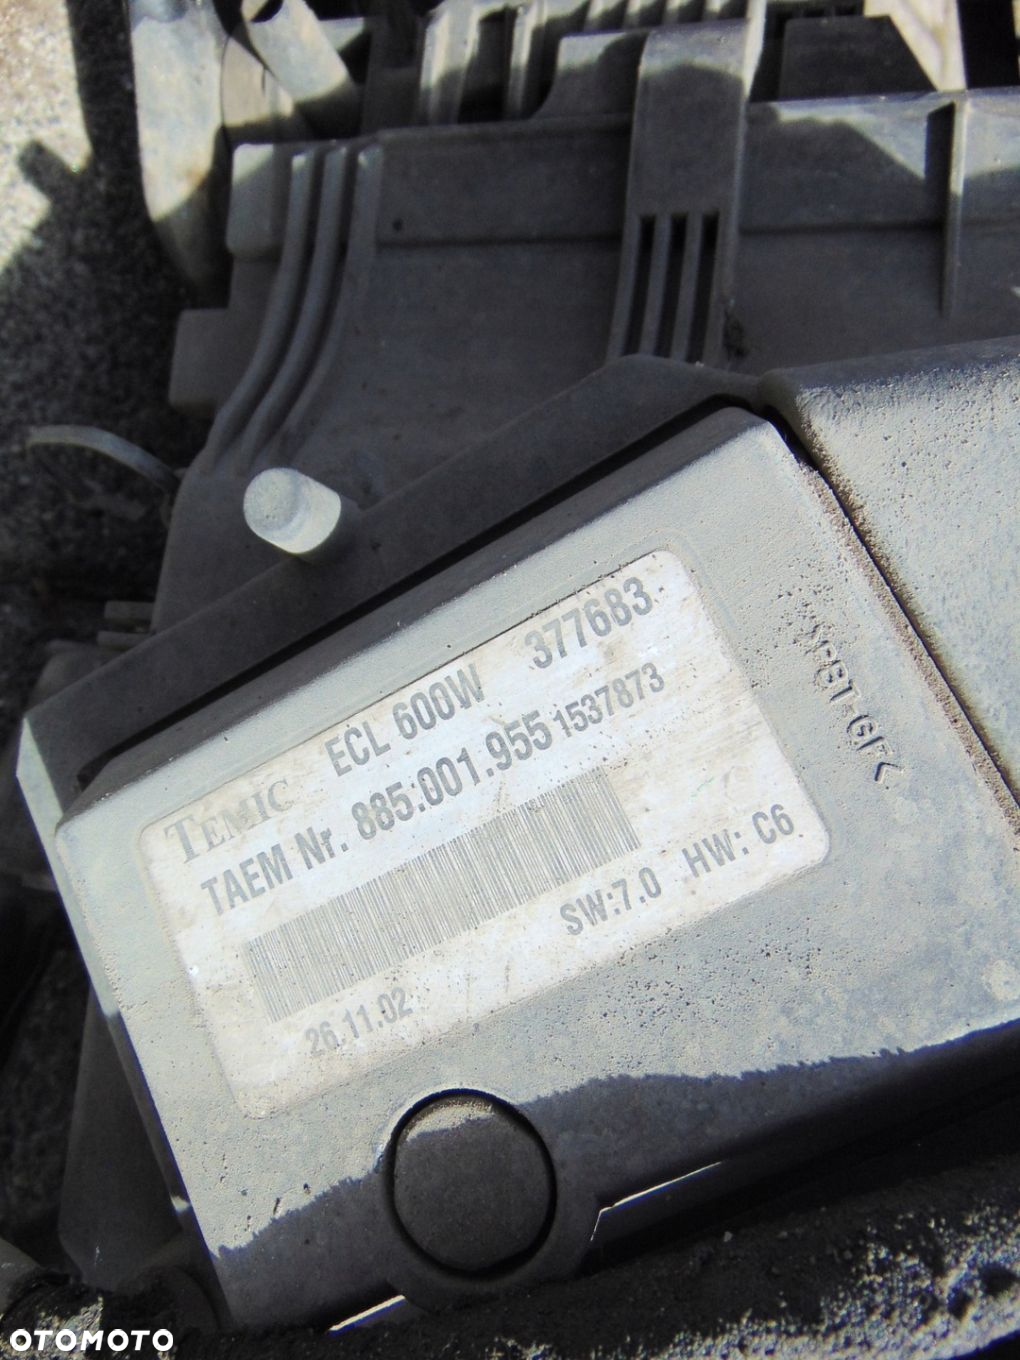 ECL 600W 377683
TEMIC
TAEM Nr. 885.001.955 1537873
26.11.02 SW:7.0 HW: C6
OTOMOTO